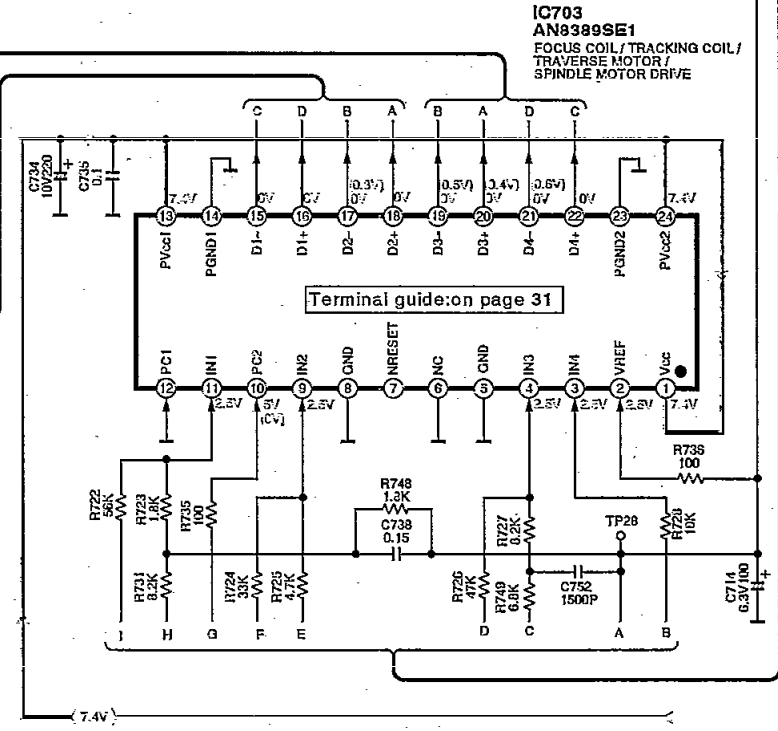 IC703
AN8389SE1
FOCUS COIL / TRACKING COIL /
TRAVERSE MOTOR /
SPINDLE MOTOR DRIVE
C D B A B A D C
C734
10V220
C735
0.1
7.4V 0V 0V (0.3V) 0V 0V (0.5V) 0V (0.4V) 0V (0.6V) 0V 0V 7.4V
13 14 15 16 17 18 19 20 21 22 23 24
PVcc1 PGND1 D1- D1+ D2- D2+ D3- D3+ D4- D4+ PGND2 PVcc2
Terminal guide:on page 31
PC1 IN1 PC2 IN2 GND NRESET NC GND IN3 IN4 VREF Vcc
12 11 10 9 8 7 6 5 4 3 2 1
2.5V 5V (0V) 2.5V 2.5V 2.5V 2.5V 7.4V
R736
100
R722
56K
R723
1.8K
R735
100
R748
1.3K
C738
0.15
R727
8.2K
TP28
R728
10K
R731
8.2K
R724
33K
R725
4.7K
R726
47K
R749
6.8K
C752
1500P
C714
6.3V100
H G F E D C A B
7.4V